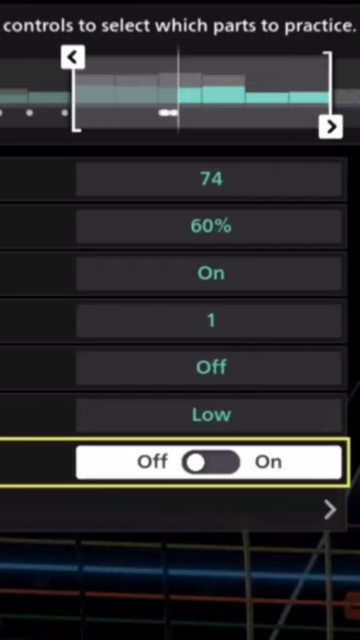 controls to select which parts to practice.
74
60%
On
1
Off
Low
Off On